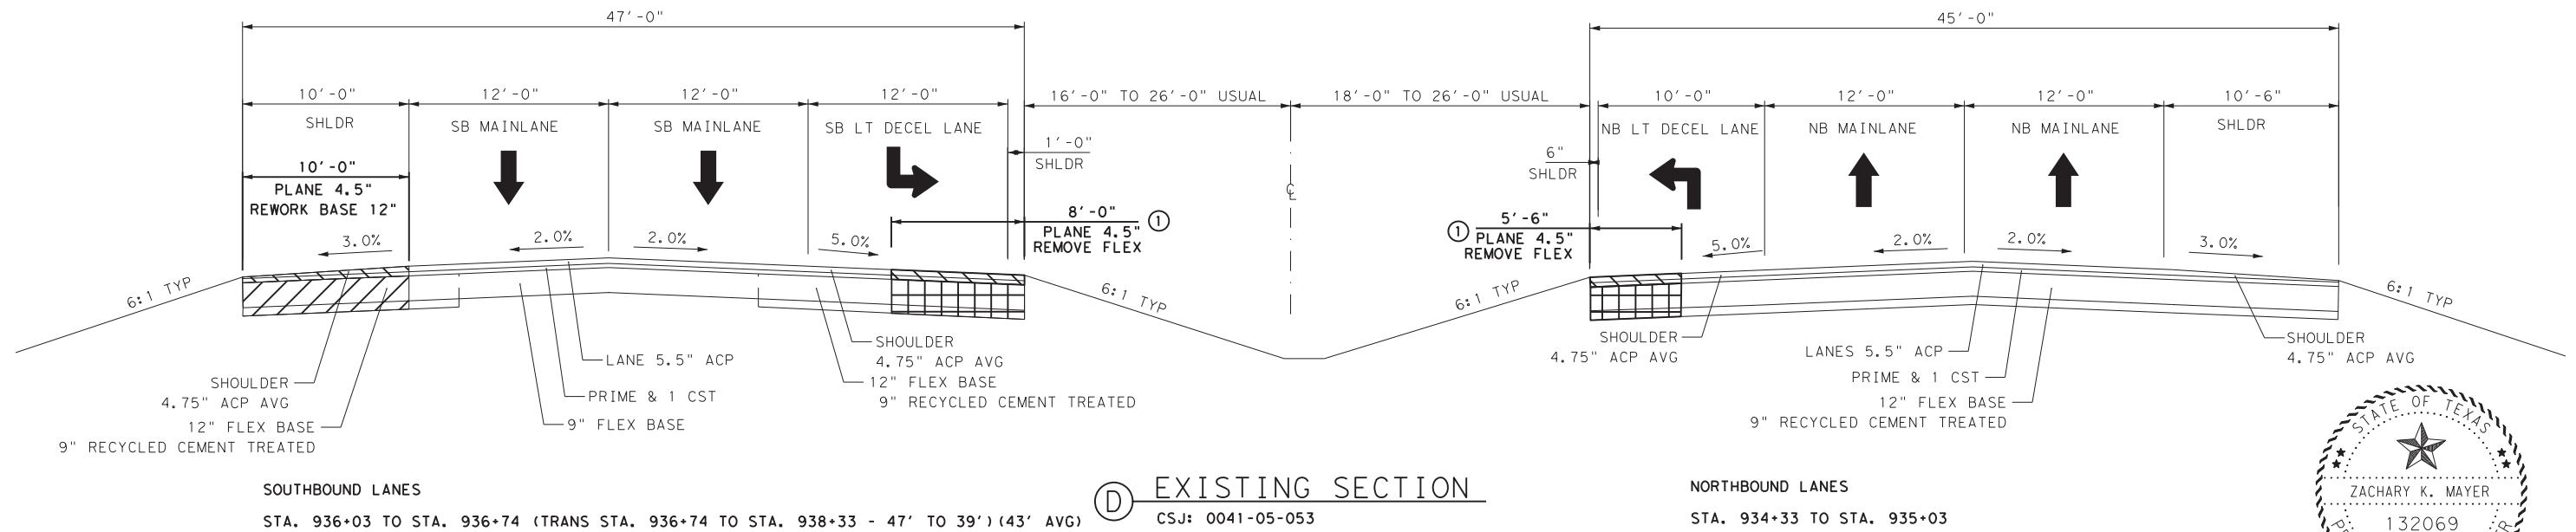 47'-0"
45'-0"
10'-0"
12'-0"
12'-0"
12'-0"
16'-0" TO 26'-0" USUAL
18'-0" TO 26'-0" USUAL
10'-0"
12'-0"
12'-0"
10'-6"
SHLDR
SB MAINLANE
SB MAINLANE
SB LT DECEL LANE
1'-0"
SHLDR
6"
SHLDR
NB LT DECEL LANE
NB MAINLANE
NB MAINLANE
SHLDR
10'-0"
PLANE 4.5"
REWORK BASE 12"
8'-0"
1
PLANE 4.5"
REMOVE FLEX
℄
5'-6"
1
PLANE 4.5"
REMOVE FLEX
3.0%
2.0%
2.0%
5.0%
5.0%
2.0%
2.0%
3.0%
6:1 TYP
6:1 TYP
6:1 TYP
6:1 TYP
SHOULDER
4.75" ACP AVG
12" FLEX BASE
9" RECYCLED CEMENT TREATED
LANE 5.5" ACP
PRIME & 1 CST
9" FLEX BASE
SHOULDER
4.75" ACP AVG
12" FLEX BASE
9" RECYCLED CEMENT TREATED
SHOULDER
4.75" ACP AVG
LANES 5.5" ACP
PRIME & 1 CST
12" FLEX BASE
9" RECYCLED CEMENT TREATED
SHOULDER
4.75" ACP AVG
SOUTHBOUND LANES
STA. 936+03 TO STA. 936+74 (TRANS STA. 936+74 TO STA. 938+33 - 47' TO 39')(43' AVG)
D
EXISTING SECTION
CSJ: 0041-05-053
NORTHBOUND LANES
STA. 934+33 TO STA. 935+03
STATE OF TEXAS
ZACHARY K. MAYER
132069